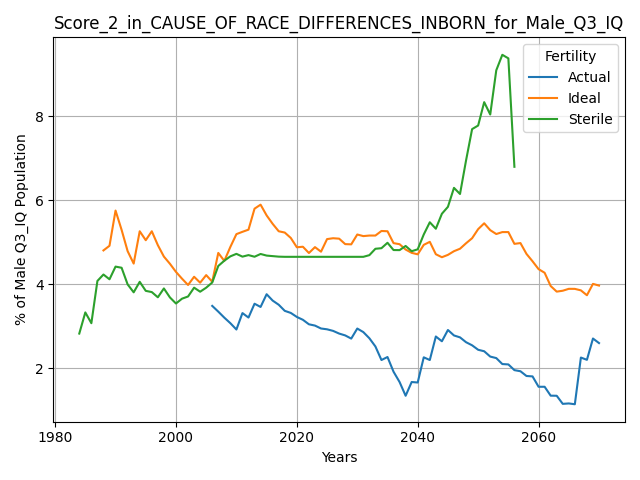 Score_2_in_CAUSE_OF_RACE_DIFFERENCES_INBORN_for_Male_Q3_IQ
Fertility
Actual
Ideal
Sterile
% of Male Q3_IQ Population
8
6
4
2
1980
2000
2020
2040
2060
Years